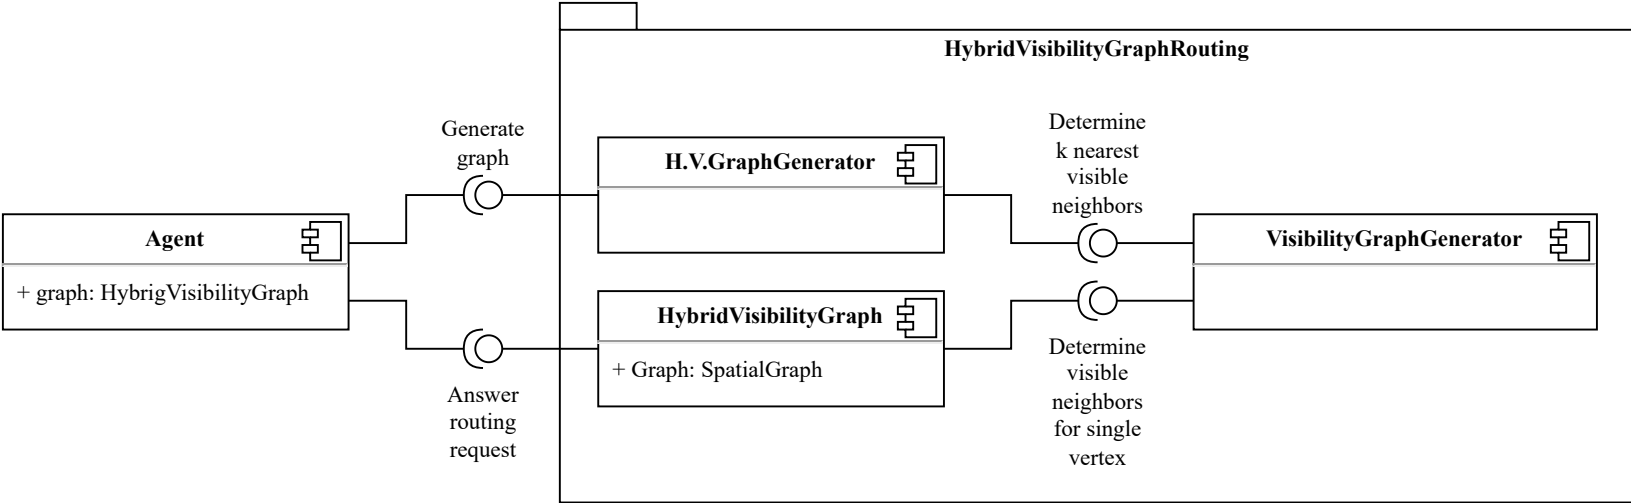 HybridVisibilityGraphRouting
Generate
graph
Determine
k nearest
visible
neighbors
H.V.GraphGenerator
Agent
+ graph: HybrigVisibilityGraph
VisibilityGraphGenerator
HybridVisibilityGraph
+ Graph: SpatialGraph
Answer
routing
request
Determine
visible
neighbors
for single
vertex